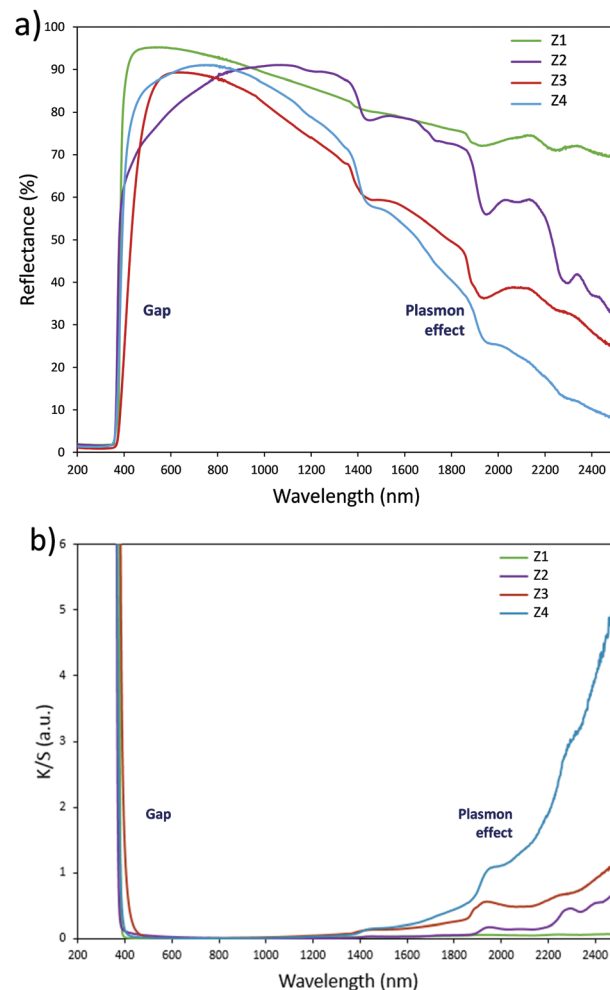 a)
100
90
80
70
60
50
40
30
20
10
0
Reflectance (%)
Z1
Z2
Z3
Z4
Gap
Plasmon
effect
200 400 600 800 1000 1200 1400 1600 1800 2000 2200 2400
Wavelength (nm)
b)
6
5
4
3
2
1
0
K/S (a.u.)
Z1
Z2
Z3
Z4
Gap
Plasmon
effect
200 400 600 800 1000 1200 1400 1600 1800 2000 2200 2400
Wavelength (nm)